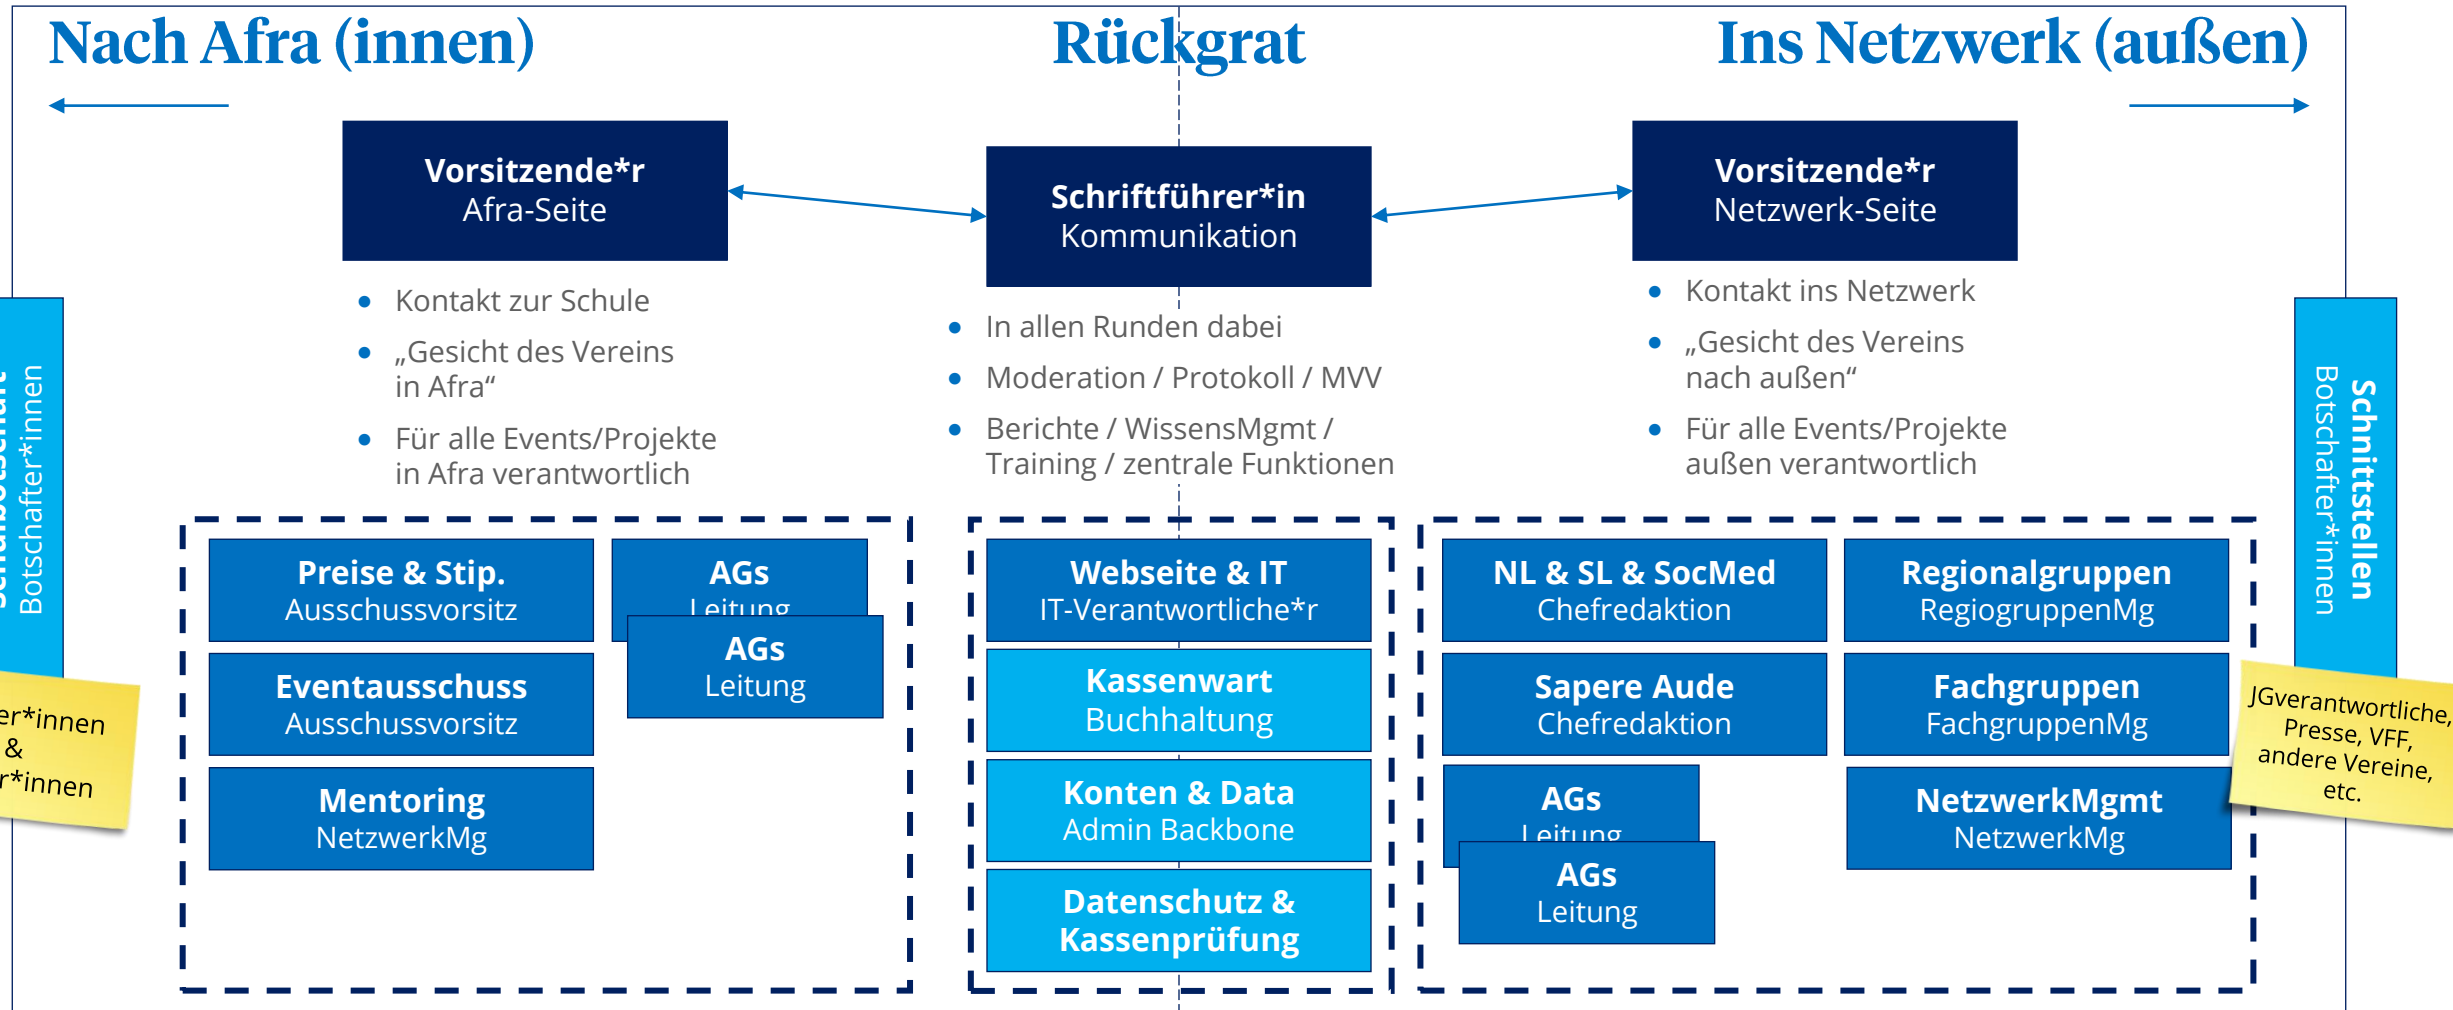 Nach Afra (innen)
Rückgrat
Ins Netzwerk (außen)
Vorsitzende*r
Afra-Seite
Schriftführer*in
Kommunikation
Vorsitzende*r
Netzwerk-Seite
Kontakt zur Schule
„Gesicht des Vereins
in Afra“
Für alle Events/Projekte
in Afra verantwortlich
In allen Runden dabei
Moderation / Protokoll / MVV
Berichte / WissensMgmt /
Training / zentrale Funktionen
Kontakt ins Netzwerk
„Gesicht des Vereins
nach außen“
Für alle Events/Projekte
außen verantwortlich
Botschafter*innen
er*innen
&
r*innen
Preise & Stip.
Ausschussvorsitz
Eventausschuss
Ausschussvorsitz
Mentoring
NetzwerkMg
AGs
Leitung
AGs
Leitung
Webseite & IT
IT-Verantwortliche*r
Kassenwart
Buchhaltung
Konten & Data
Admin Backbone
Datenschutz &
Kassenprüfung
NL & SL & SocMed
Chefredaktion
Sapere Aude
Chefredaktion
AGs
Leitung
AGs
Leitung
Regionalgruppen
RegiogruppenMg
Fachgruppen
FachgruppenMg
NetzwerkMgmt
NetzwerkMg
Schnittstellen
Botschafter*innen
JGverantwortliche,
Presse, VFF,
andere Vereine,
etc.